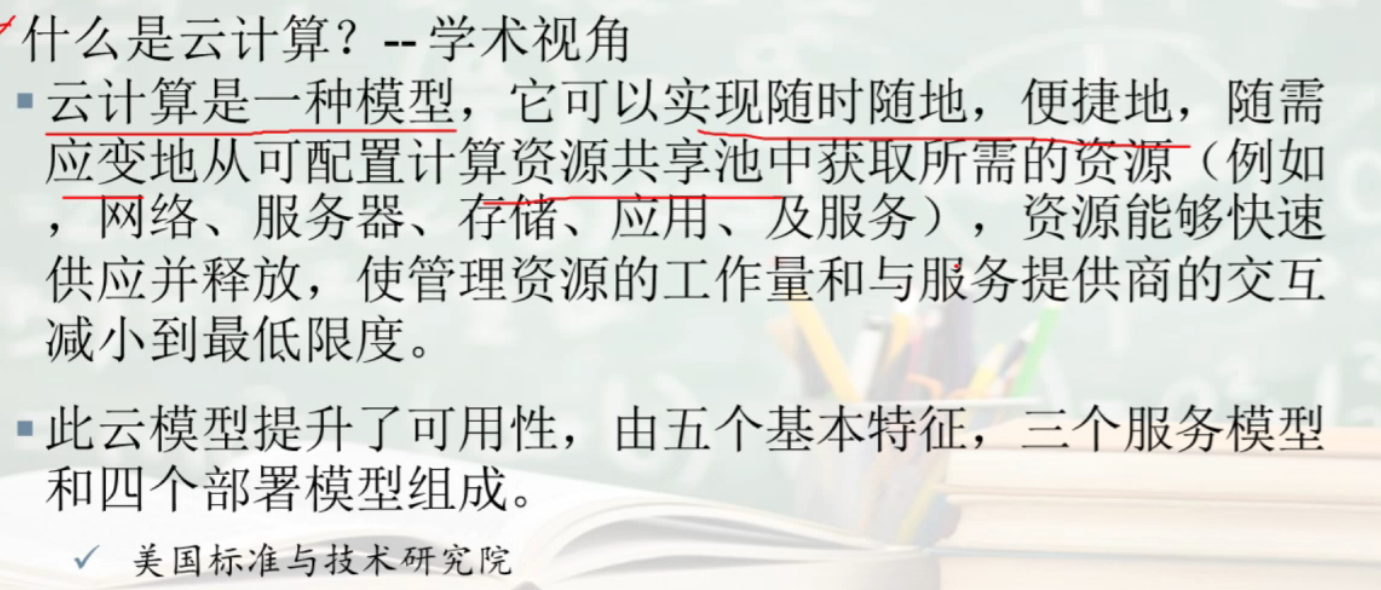 什么是云计算？--学术视角
云计算是一种模型，它可以实现随时随地，便捷地，随需
应变地从可配置计算资源共享池中获取所需的资源（例如
，网络、服务器、存储、应用、及服务），资源能够快速
供应并释放，使管理资源的工作量和与服务提供商的交互
减小到最低限度。
此云模型提升了可用性，由五个基本特征，三个服务模型
和四个部署模型组成。
✓ 美国标准与技术研究院